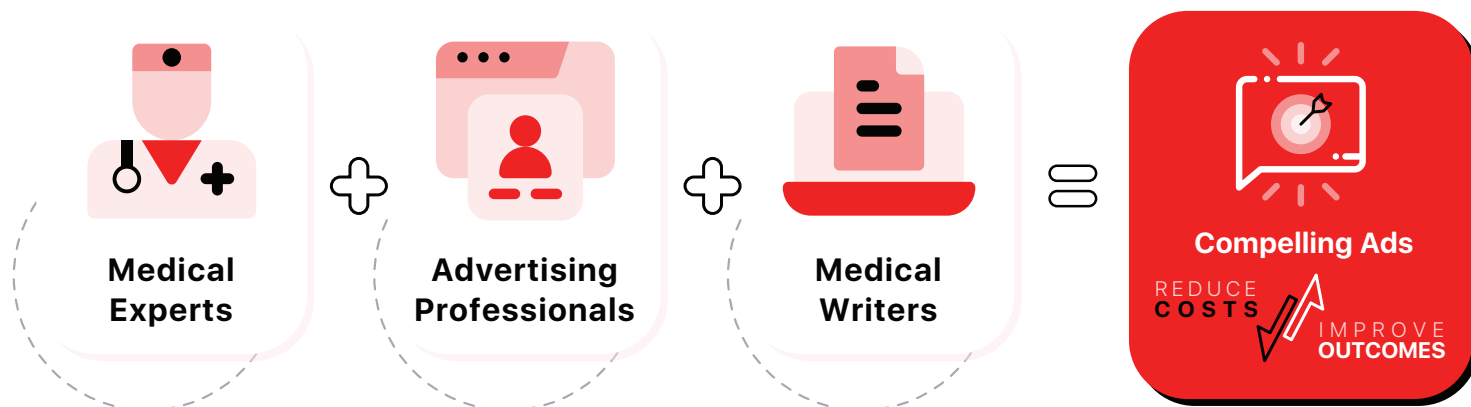 Medical
Experts
Advertising
Professionals
Medical
Writers
Compelling Ads
REDUCE
COSTS
IMPROVE
OUTCOMES